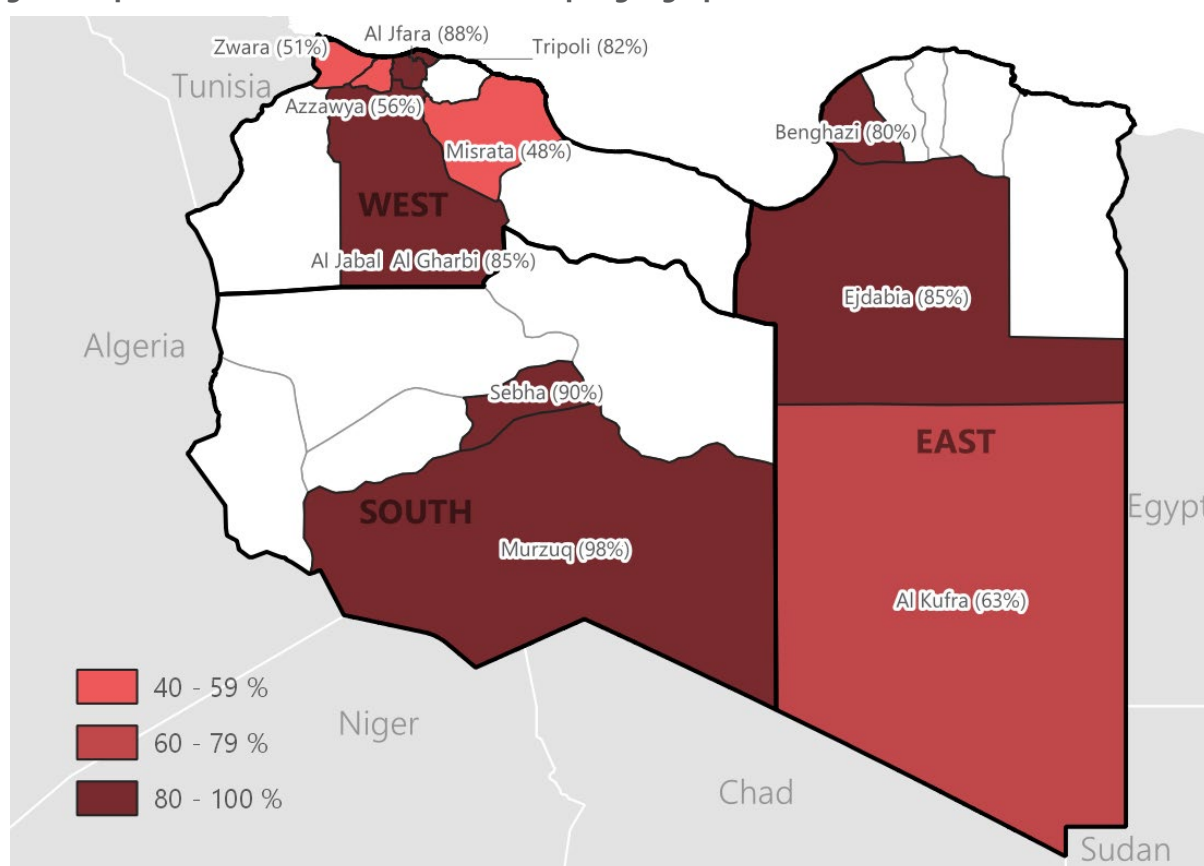 Al Jfara (88%)
Zwara (51%)
Tripoli (82%)
Tunisia
Azzawya (56%)
Benghazi (80%)
Misrata (48%)
WEST
Al Jabal Al Gharbi (85%)
Ejdabia (85%)
Algeria
Sebha (90%)
EAST
SOUTH
Egypt
Murzuq (98%)
Al Kufra (63%)
40 - 59 %
60 - 79 %
80 - 100 %
Niger
Chad
Sudan